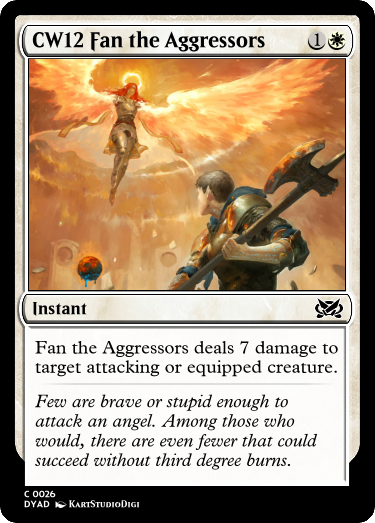 CW12 Fan the Aggressors 1
Instant
Fan the Aggressors deals 7 damage to
target attacking or equipped creature.
Few are brave or stupid enough to
attack an angel. Among those who
would, there are even fewer that could
succeed without third degree burns.
C 0026
DYAD KartStudioDigi